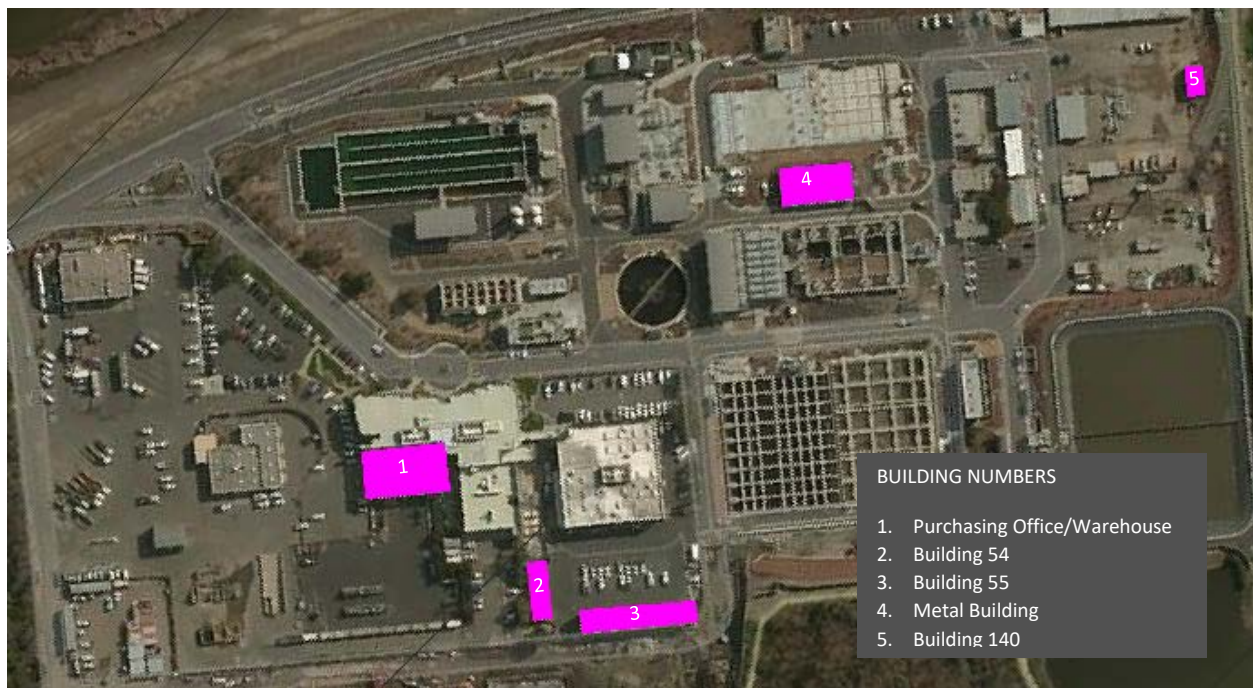 5
4
1
2
3
BUILDING NUMBERS
1. Purchasing Office/Warehouse
2. Building 54
3. Building 55
4. Metal Building
5. Building 140